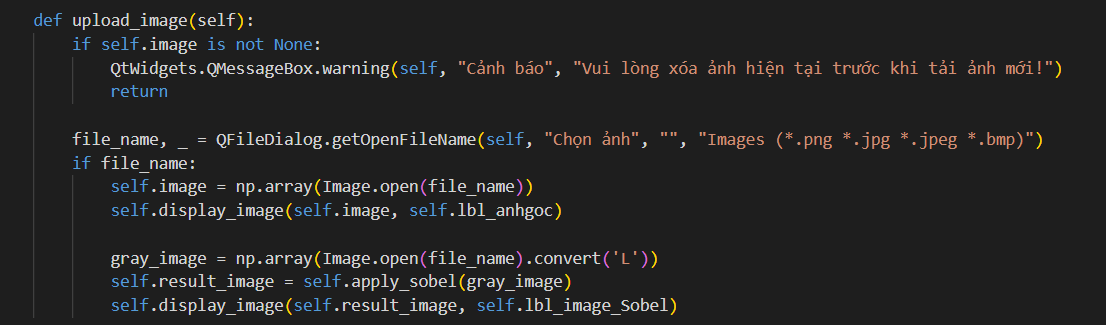 def upload_image(self):
    if self.image is not None:
        QtWidgets.QMessageBox.warning(self, "Cảnh báo", "Vui lòng xóa ảnh hiện tại trước khi tải ảnh mới!")
        return

    file_name, _ = QFileDialog.getOpenFileName(self, "Chọn ảnh", "", "Images (*.png *.jpg *.jpeg *.bmp)")
    if file_name:
        self.image = np.array(Image.open(file_name))
        self.display_image(self.image, self.lbl_anhgoc)

        gray_image = np.array(Image.open(file_name).convert('L'))
        self.result_image = self.apply_sobel(gray_image)
        self.display_image(self.result_image, self.lbl_image_Sobel)